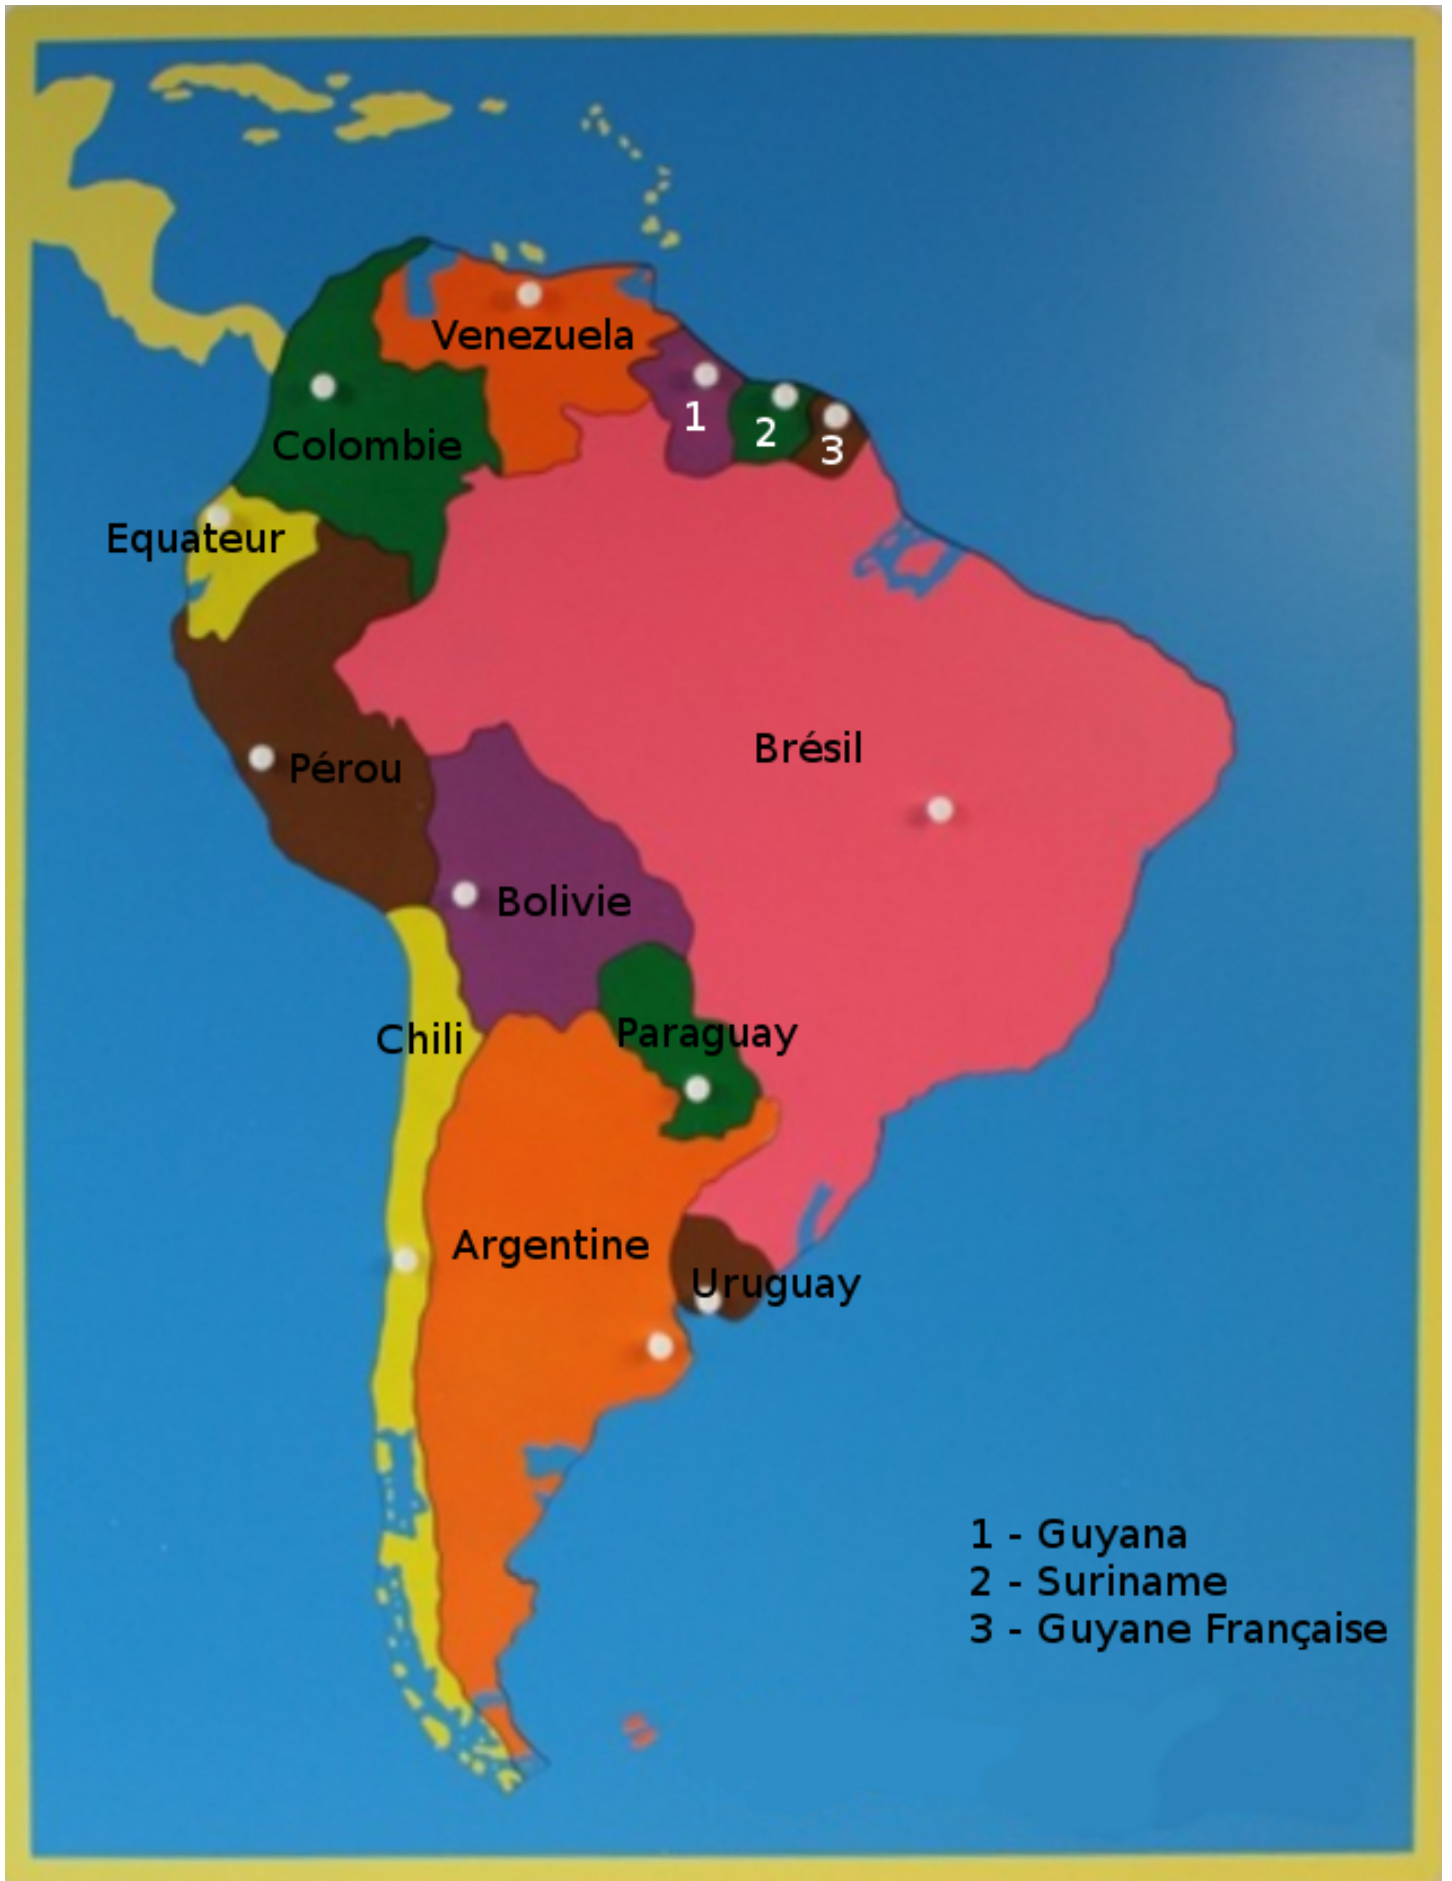 Venezuela
1
2
3
Colombie
Equateur
Brésil
Pérou
Bolivie
Chili
Paraguay
Argentine
Uruguay
1 - Guyana
2 - Suriname
3 - Guyane Française